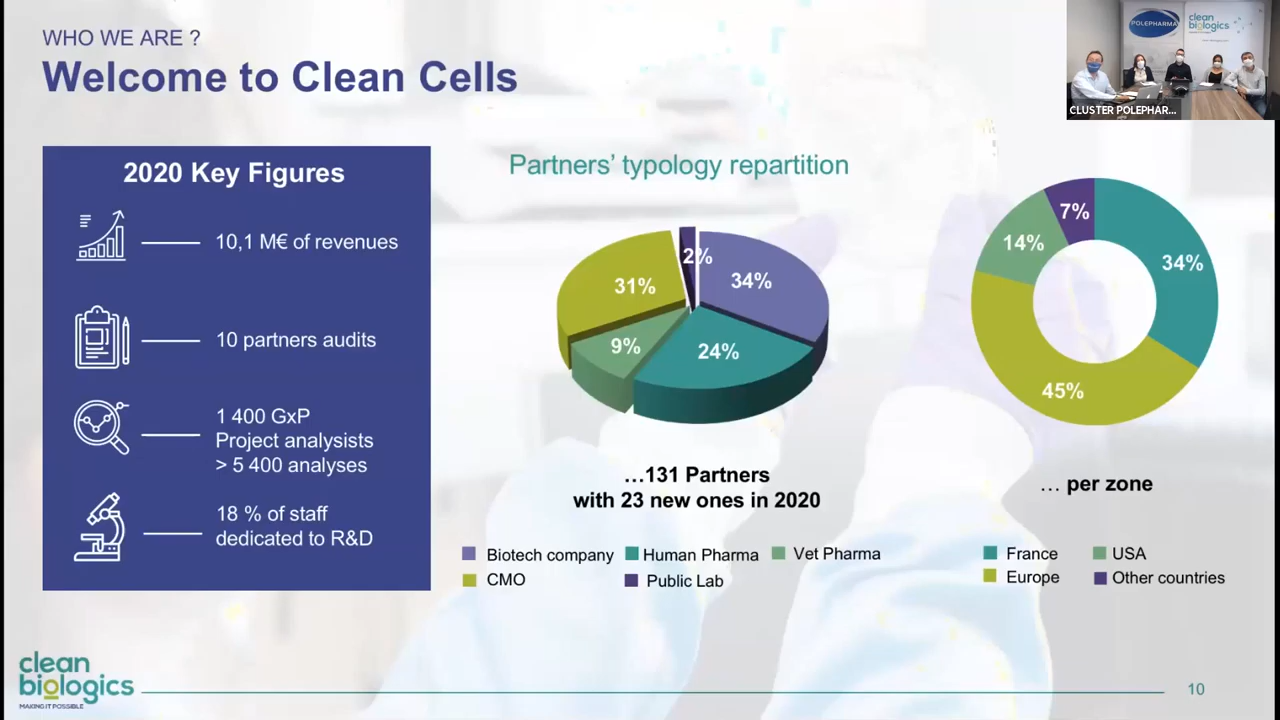 WHO WE ARE ?
Welcome to Clean Cells
POLEPHARMA
clean
biologics
CLUSTER POLEPHAR...
2020 Key Figures
10,1 M€ of revenues
10 partners audits
1 400 GxP
Project analysists
> 5 400 analyses
18 % of staff
dedicated to R&D
Partners' typology repartition
2%
34%
31%
9%
24%
…131 Partners
with 23 new ones in 2020
Biotech company
Human Pharma
Vet Pharma
CMO
Public Lab
7%
14%
34%
45%
… per zone
France
USA
Europe
Other countries
clean
biologics
MAKING IT POSSIBLE
10